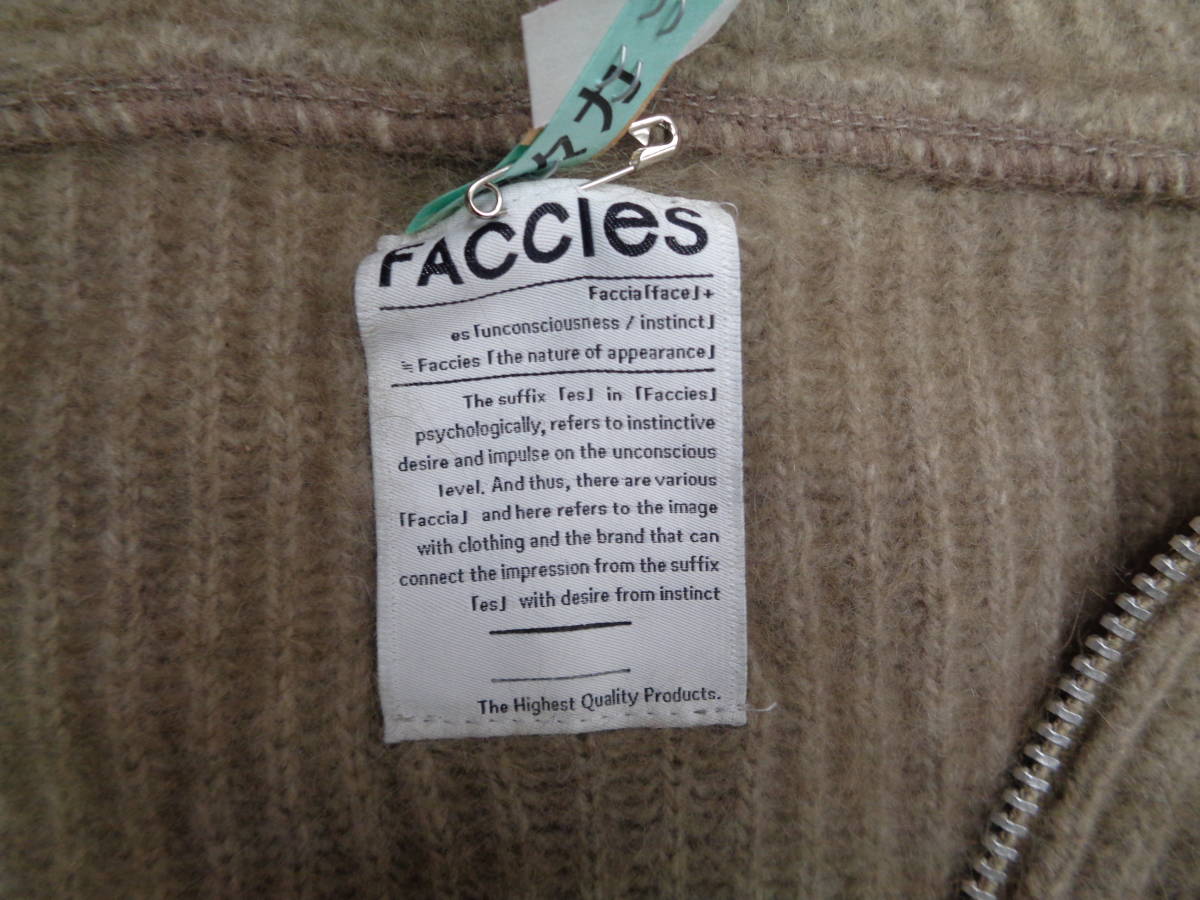 FACCIes
Faccia「face」+
es「unconsciousness / instinct」
≒ Faccies「the nature of appearance」
The suffix 「es」 in 「Faccies」
psychologically, refers to instinctive
desire and impulse on the unconscious
level. And thus, there are various
「Faccia」 and here refers to the image
with clothing and the brand that can
connect the impression from the suffix
「es」 with desire from instinct
The Highest Quality Products.